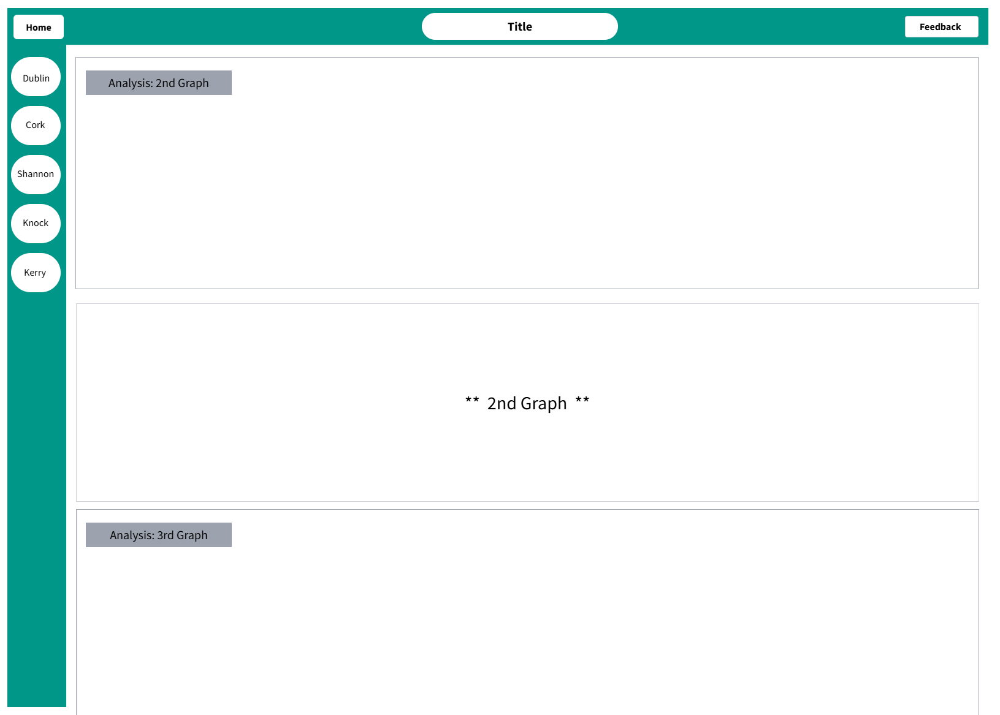 Home
Title
Feedback
Dublin
Cork
Shannon
Knock
Kerry
Analysis: 2nd Graph
** 2nd Graph **
Analysis: 3rd Graph